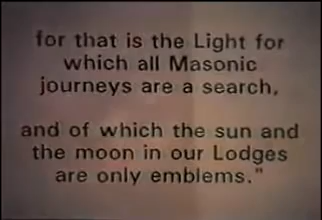 for that is the Light for
which all Masonic
journeys are a search,
and of which the sun and
the moon in our Lodges
are only emblems."